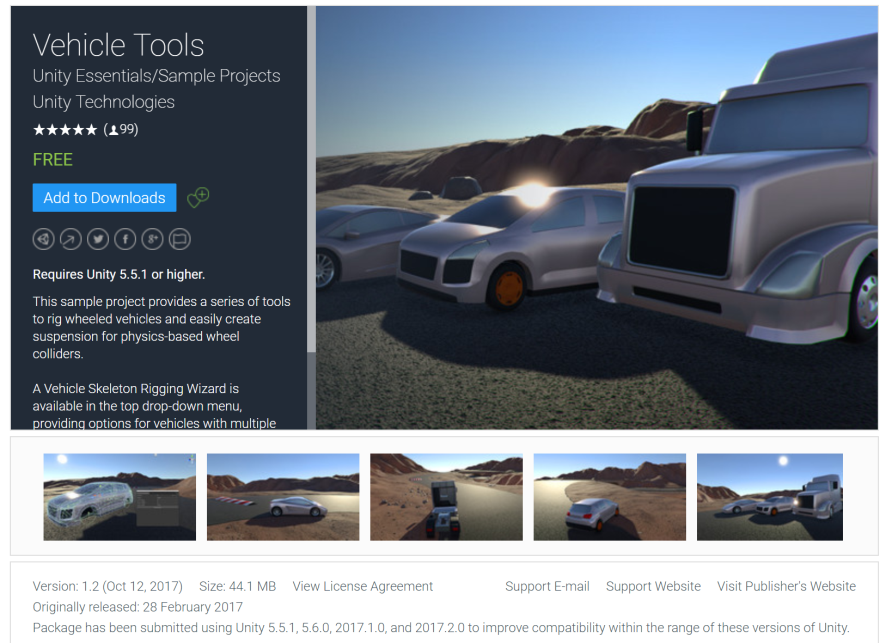 Vehicle Tools
Unity Essentials/Sample Projects
Unity Technologies
★★★★★ (99)
FREE
Add to Downloads
Requires Unity 5.5.1 or higher.
This sample project provides a series of tools
to rig wheeled vehicles and easily create
suspension for physics-based wheel
colliders.
A Vehicle Skeleton Rigging Wizard is
available in the top drop-down menu,
providing options for vehicles with multiple
Version: 1.2 (Oct 12, 2017) Size: 44.1 MB View License Agreement Support E-mail Support Website Visit Publisher's Website
Originally released: 28 February 2017
Package has been submitted using Unity 5.5.1, 5.6.0, 2017.1.0, and 2017.2.0 to improve compatibility within the range of these versions of Unity.